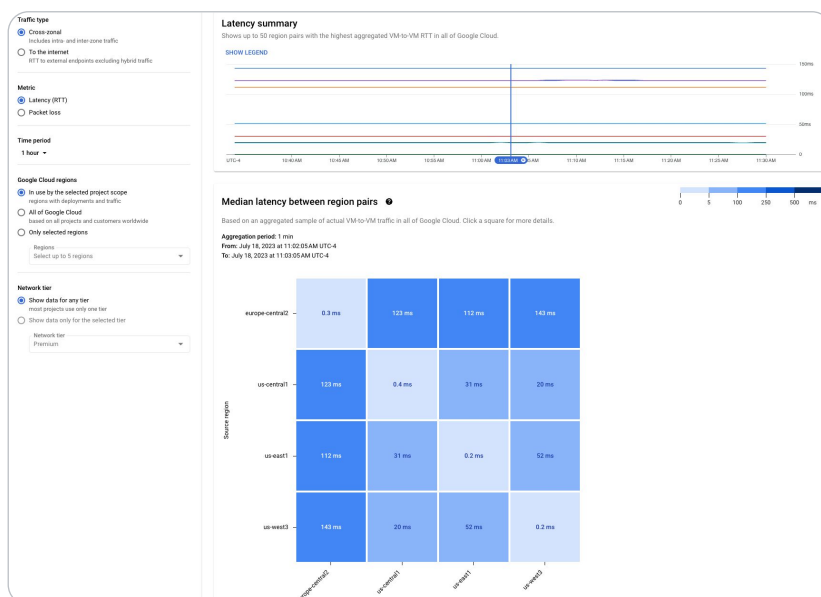 Traffic type
Cross-zonal
Includes intra- and inter-zone traffic
To the internet
RTT to external endpoints excluding hybrid traffic
Metric
Latency (RTT)
Packet loss
Time period
1 hour
Google Cloud regions
In use by the selected project scope
regions with deployments and traffic
All of Google Cloud
based on all projects and customers worldwide
Only selected regions
Regions
Select up to 5 regions
Network tier
Show data for any tier
most projects use only one tier
Show data only for the selected tier
Network tier
Premium
Latency summary
Shows up to 50 region pairs with the highest aggregated VM-to-VM RTT in all of Google Cloud.
SHOW LEGEND
150ms
100ms
50ms
0
UTC-4 10:40 AM 10:45 AM 10:50 AM 10:55 AM 11:00 AM 11:03 AM 11:10 AM 11:15 AM 11:20 AM 11:25 AM 11:30 AM
Median latency between region pairs
0 5 100 250 500 ms
Based on an aggregated sample of actual VM-to-VM traffic in all of Google Cloud. Click a square for more details.
Aggregation period: 1 min
From: July 18, 2023 at 11:02:05 AM UTC-4
To: July 18, 2023 at 11:03:05 AM UTC-4
Source region
europe-central2 0.3 ms 123 ms 112 ms 143 ms
us-central1 123 ms 0.4 ms 31 ms 20 ms
us-east1 112 ms 31 ms 0.2 ms 52 ms
us-west3 143 ms 20 ms 52 ms 0.2 ms
us-central1 us-east1 us-west3